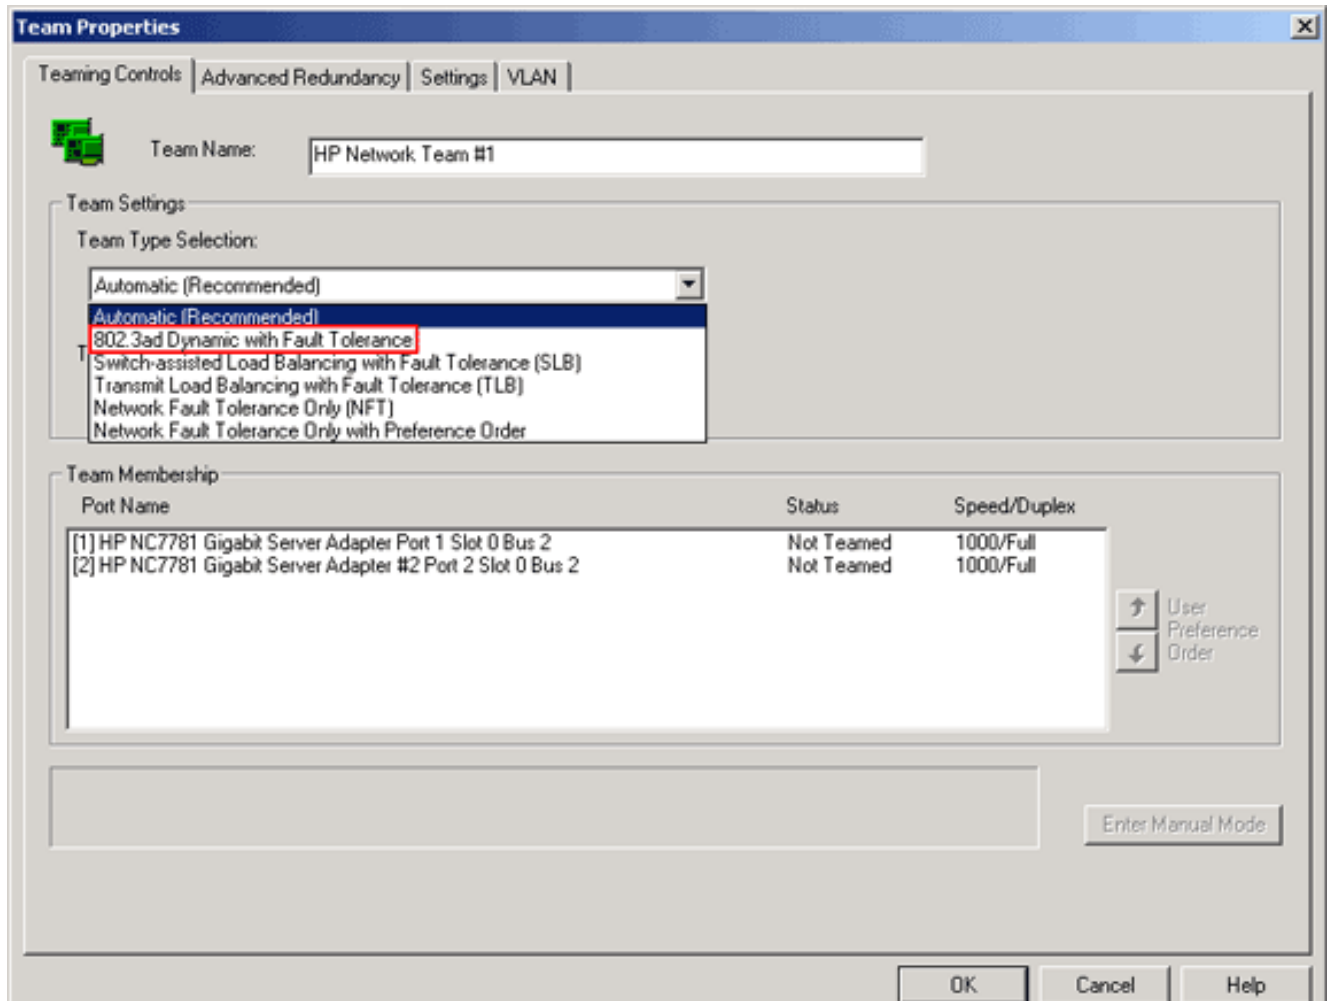 Team Properties
Teaming Controls Advanced Redundancy Settings VLAN
Team Name: HP Network Team #1
Team Settings
Team Type Selection:
Automatic (Recommended)
Automatic (Recommended)
802.3ad Dynamic with Fault Tolerance
T
Switch-assisted Load Balancing with Fault Tolerance (SLB)
Transmit Load Balancing with Fault Tolerance (TLB)
Network Fault Tolerance Only (NFT)
Network Fault Tolerance Only with Preference Order
Team Membership
Port Name Status Speed/Duplex
[1] HP NC7781 Gigabit Server Adapter Port 1 Slot 0 Bus 2 Not Teamed 1000/Full
[2] HP NC7781 Gigabit Server Adapter #2 Port 2 Slot 0 Bus 2 Not Teamed 1000/Full
User
Preference
Order
Enter Manual Mode
OK Cancel Help